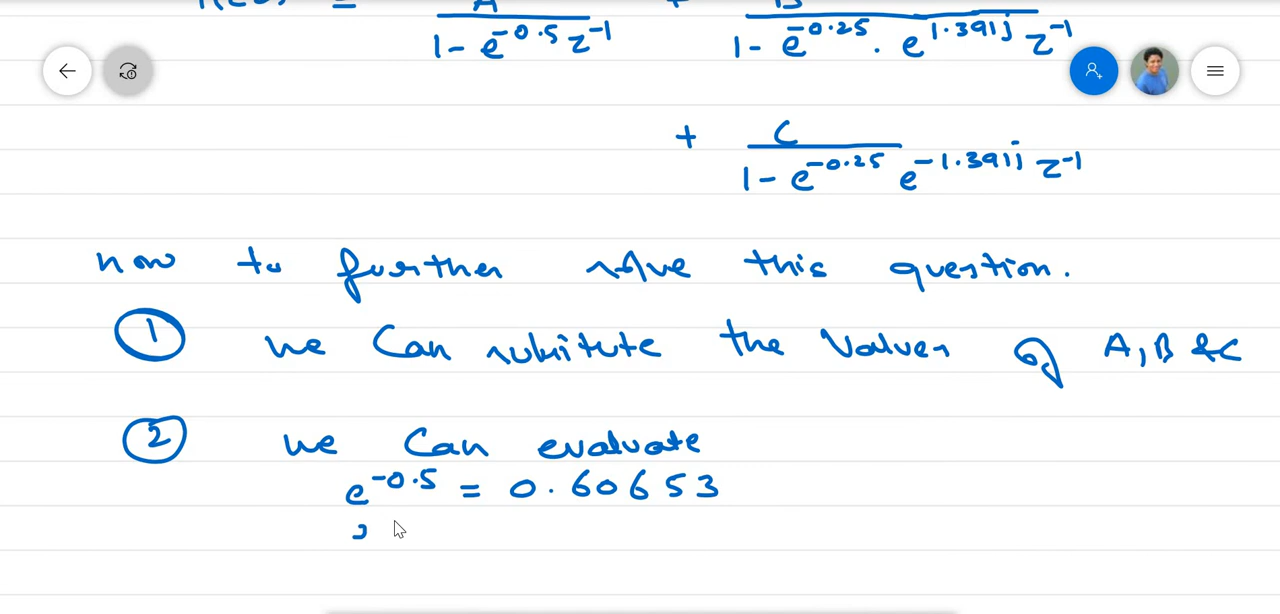 A +
1 - e^-0.5 z^-1 1 - e^-0.25 . e^1.391j z^-1
+ C
1 - e^-0.25 e^-1.391j z^-1
now to further solve this question.
1 we can subitute the values of A, B & C
2 we can evaluate
e^-0.5 = 0.60653